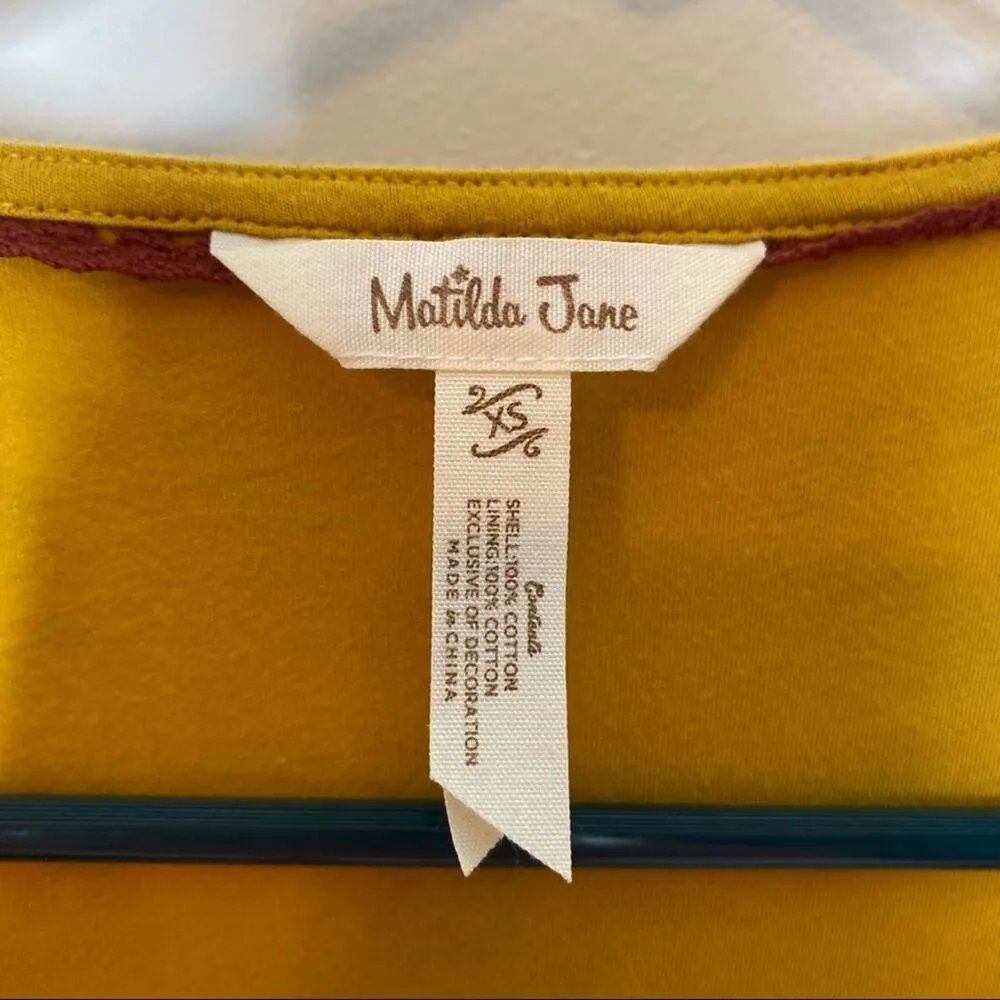 Matilda Jane
XS
Contents
SHELL:100% COTTON
LINING:100% COTTON
EXCLUSIVE OF DECORATION
MADE in CHINA